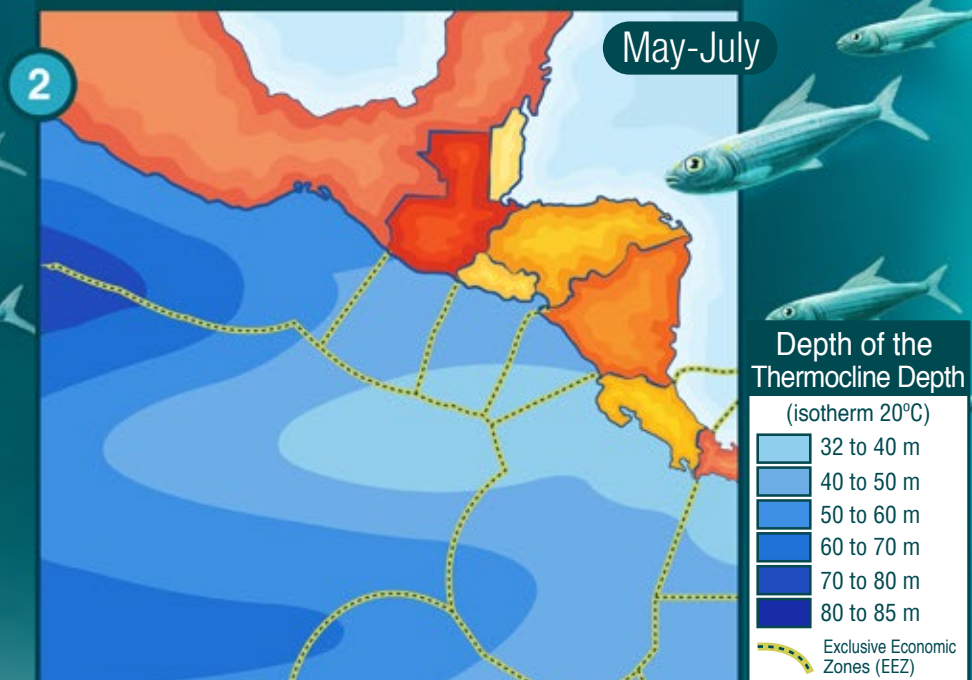 2
May-July
Depth of the
Thermocline Depth
(isotherm 20ºC)
32 to 40 m
40 to 50 m
50 to 60 m
60 to 70 m
70 to 80 m
80 to 85 m
Exclusive Economic
Zones (EEZ)